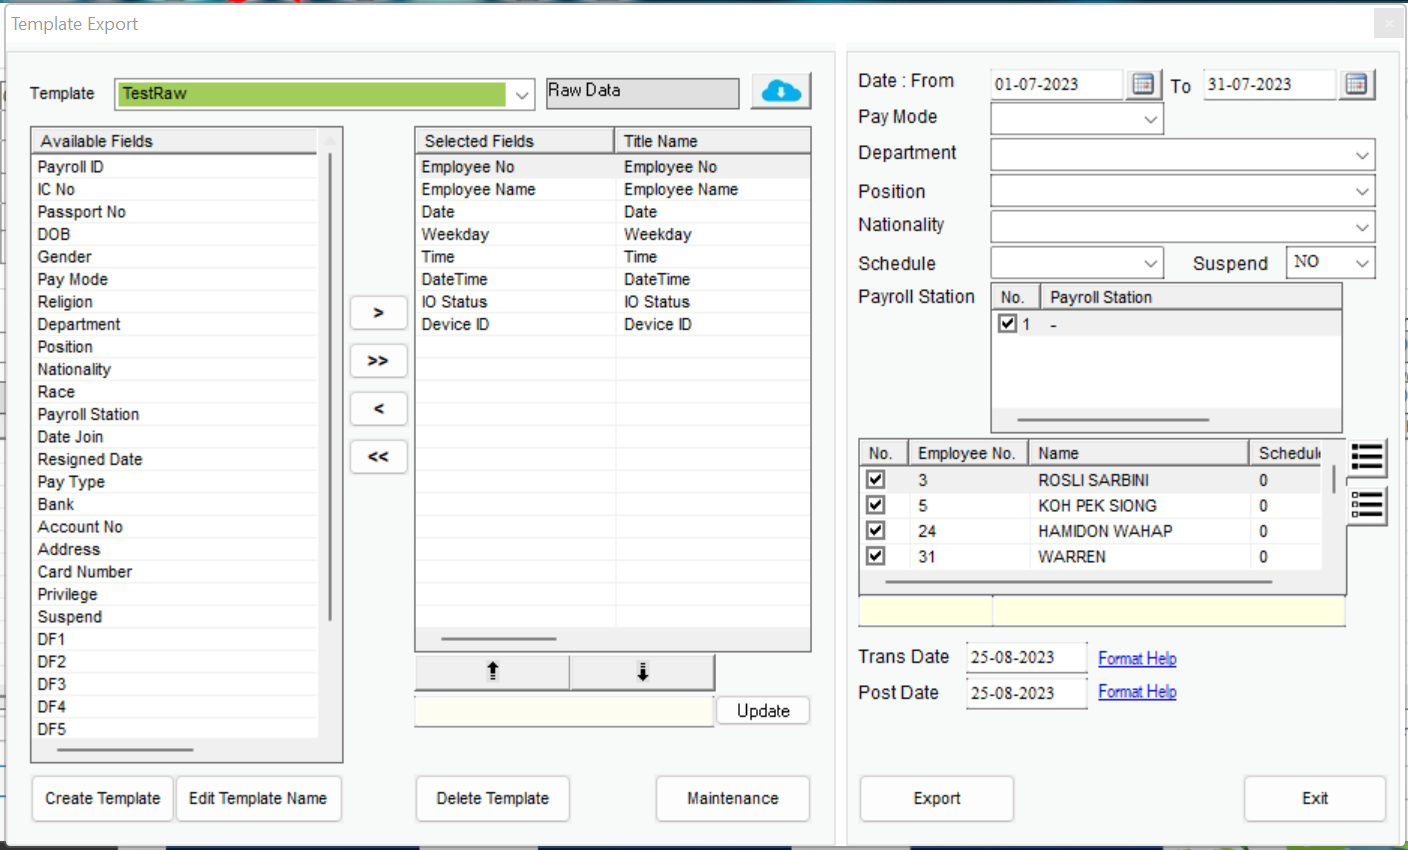 Template Export
Template TestRaw Raw Data
Available Fields
Payroll ID
IC No
Passport No
DOB
Gender
Pay Mode
Religion
Department
Position
Nationality
Race
Payroll Station
Date Join
Resigned Date
Pay Type
Bank
Account No
Address
Card Number
Privilege
Suspend
DF1
DF2
DF3
DF4
DF5
>
>>
<
<<
Selected Fields Title Name
Employee No Employee No
Employee Name Employee Name
Date Date
Weekday Weekday
Time Time
DateTime DateTime
IO Status IO Status
Device ID Device ID
Update
Create Template Edit Template Name Delete Template Maintenance
Date : From 01-07-2023 To 31-07-2023
Pay Mode
Department
Position
Nationality
Schedule Suspend NO
Payroll Station No. Payroll Station
1 -
No. Employee No. Name Schedul
3 ROSLI SARBINI 0
5 KOH PEK SIONG 0
24 HAMIDON WAHAP 0
31 WARREN 0
Trans Date 25-08-2023 Format Help
Post Date 25-08-2023 Format Help
Export Exit